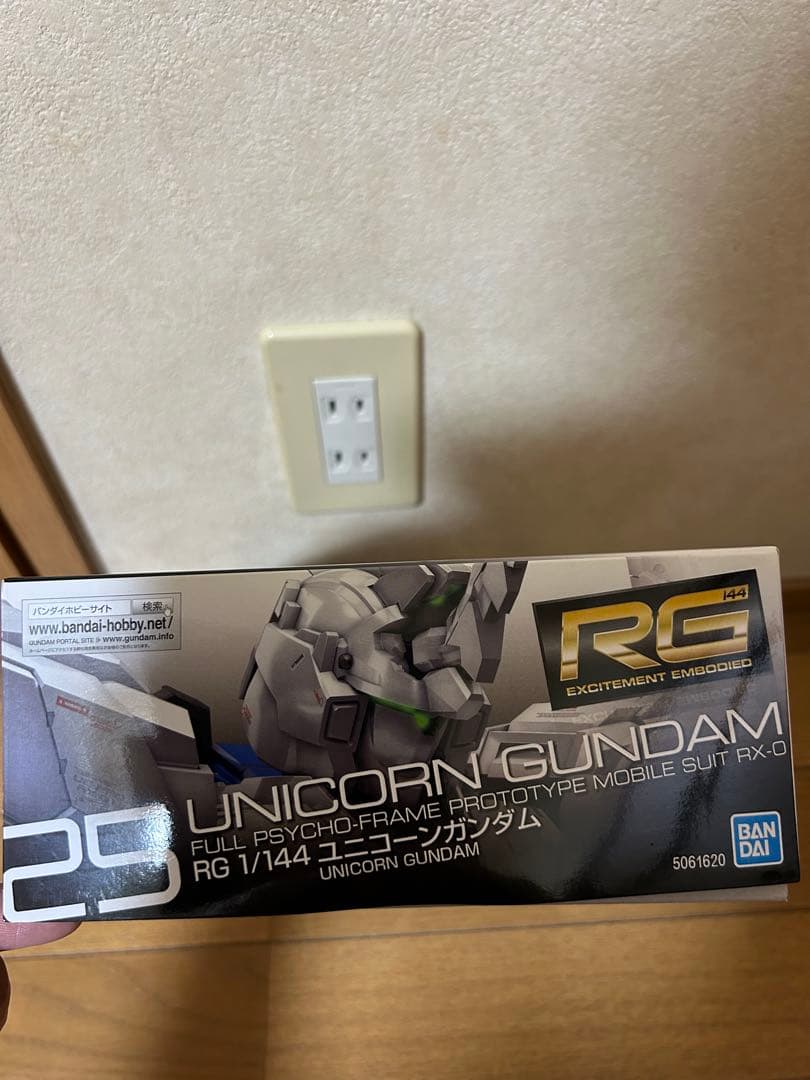 バンダイホビーサイト 検索
www.bandai-hobby.net/
GUNDAM PORTAL SITE ≫ www.gundam.info
144
RG
EXCITEMENT EMBODIED
UNICORN GUNDAM
FULL PSYCHO-FRAME PROTOTYPE MOBILE SUIT RX-0
25
RG 1/144 ユニコーンガンダム
UNICORN GUNDAM
5061620
BAN
DAI